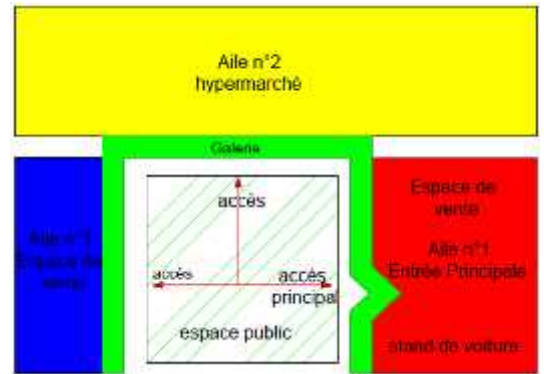 Aile n°2
hypermarché
Galerie
Espace de
vente
Aile n°1
Entrée Principale
stand de voiture
Aile
Espace de
vente
accès
accès
accès
principal
espace public